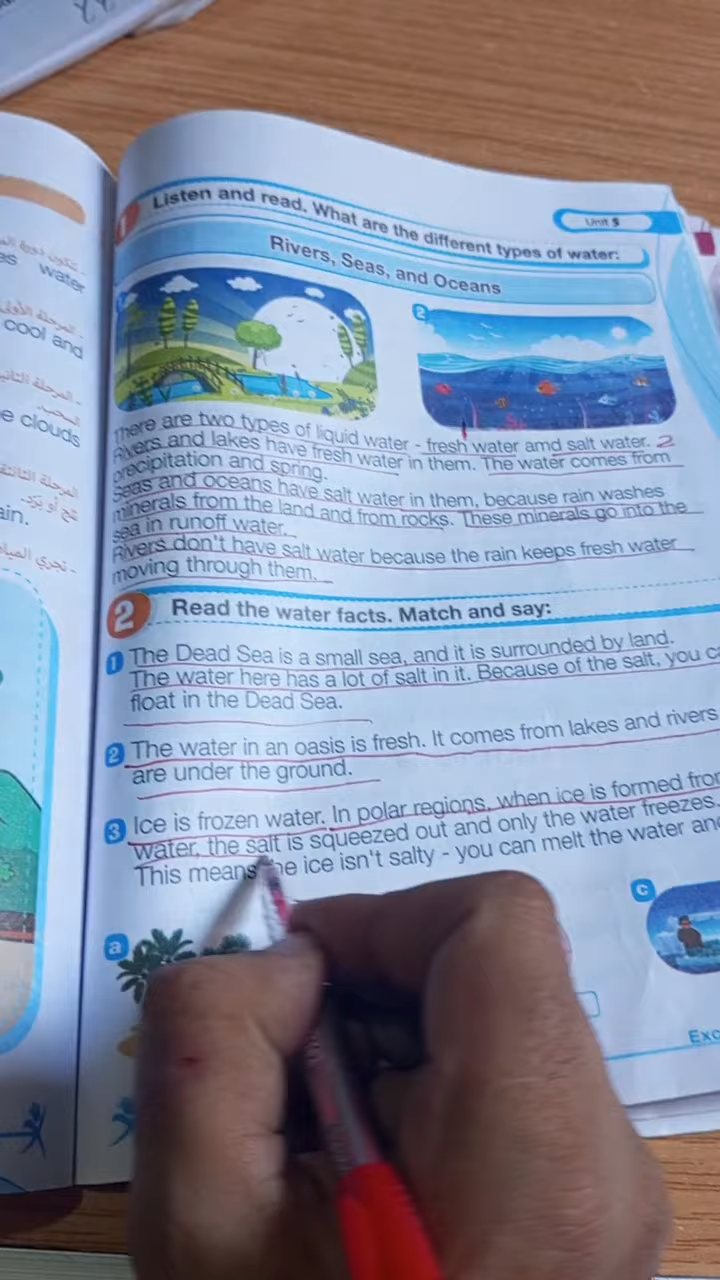 as water
cool and
e clouds
ain.
Unit 5
1 Listen and read. What are the different types of water:
Rivers, Seas, and Oceans
2
There are two types of liquid water - fresh water amd salt water. 2
Rivers and lakes have fresh water in them. The water comes from
precipitation and spring.
Seas and oceans have salt water in them, because rain washes
minerals from the land and from rocks. These minerals go into the
sea in runoff water.
Rivers don't have salt water because the rain keeps fresh water
moving through them.
2 Read the water facts. Match and say:
1 The Dead Sea is a small sea, and it is surrounded by land.
The water here has a lot of salt in it. Because of the salt, you
float in the Dead Sea.
2 The water in an oasis is fresh. It comes from lakes and rivers
are under the ground.
3 Ice is frozen water. In polar regions, when ice is formed
water, the salt is squeezed out and only the water freezes.
This means ice isn't salty - you can melt the water
a
c